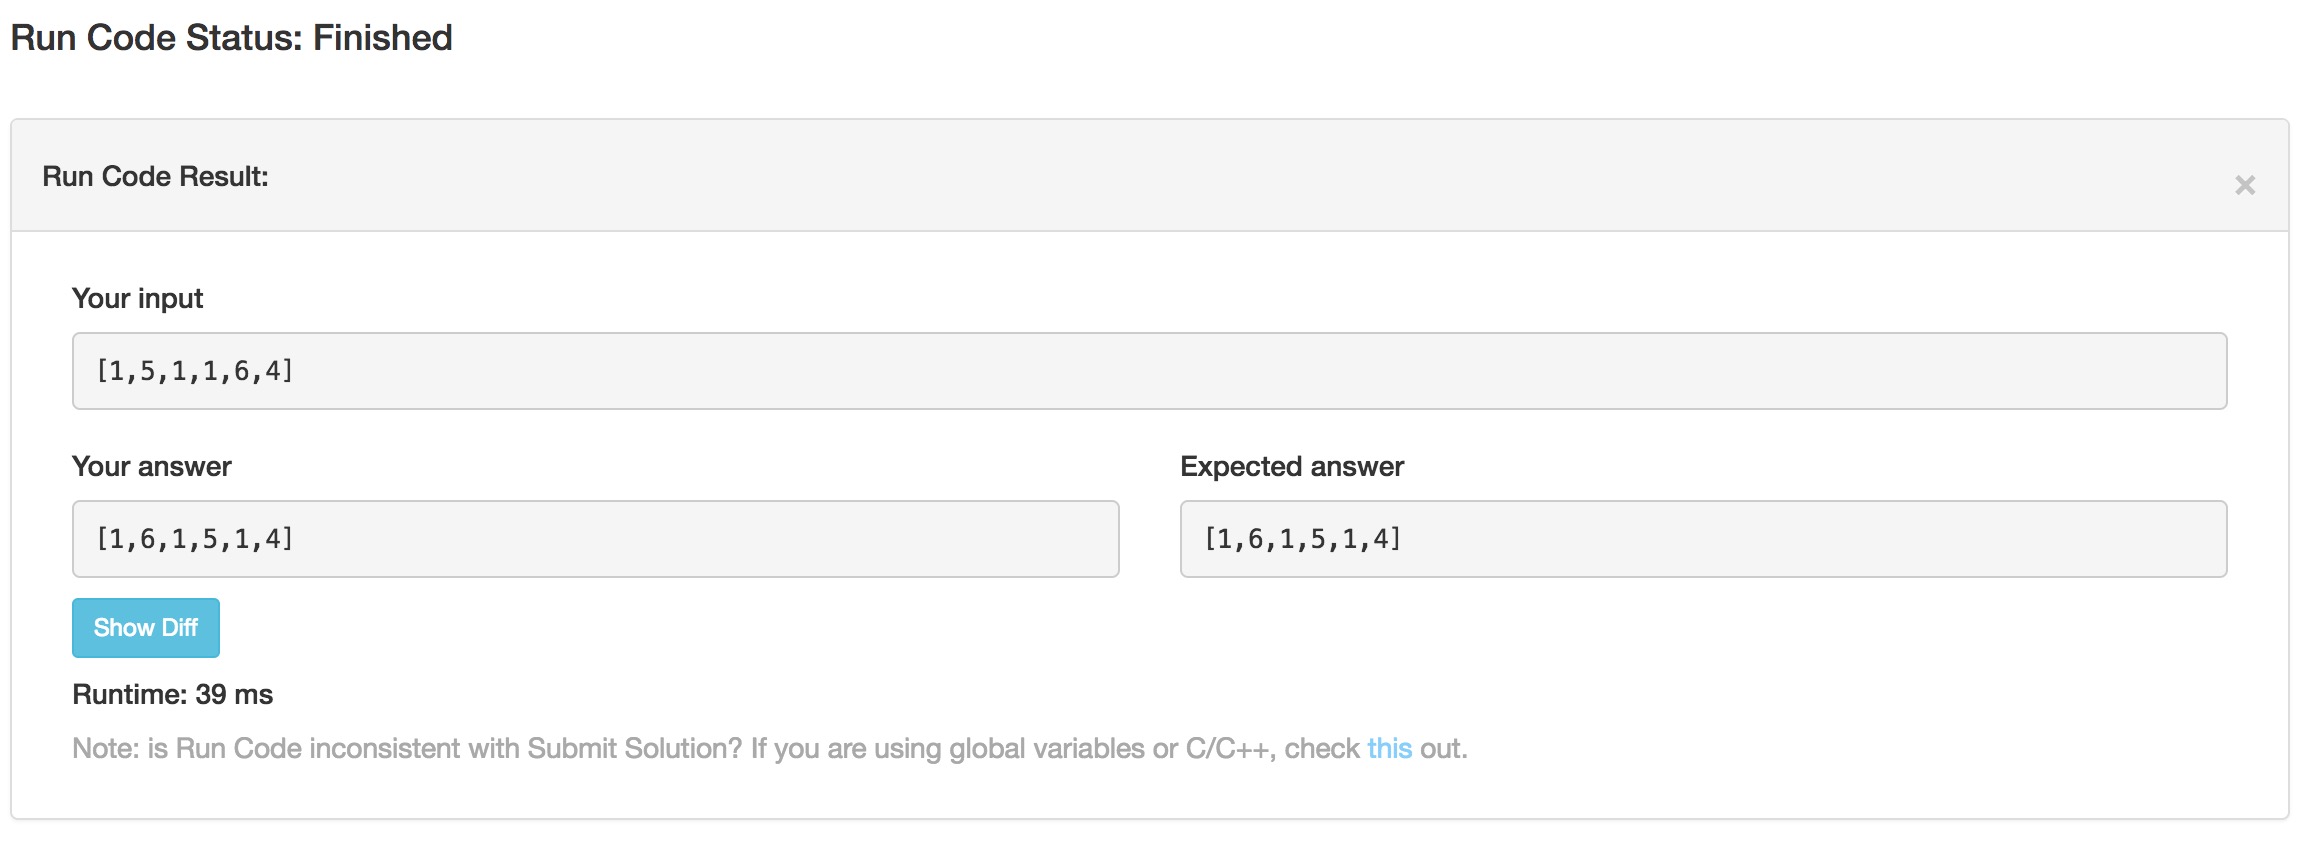 Run Code Status: Finished
Run Code Result:
×
Your input
[1,5,1,1,6,4]
Your answer
Expected answer
[1,6,1,5,1,4]
[1,6,1,5,1,4]
Show Diff
Runtime: 39 ms
Note: is Run Code inconsistent with Submit Solution? If you are using global variables or C/C++, check this out.